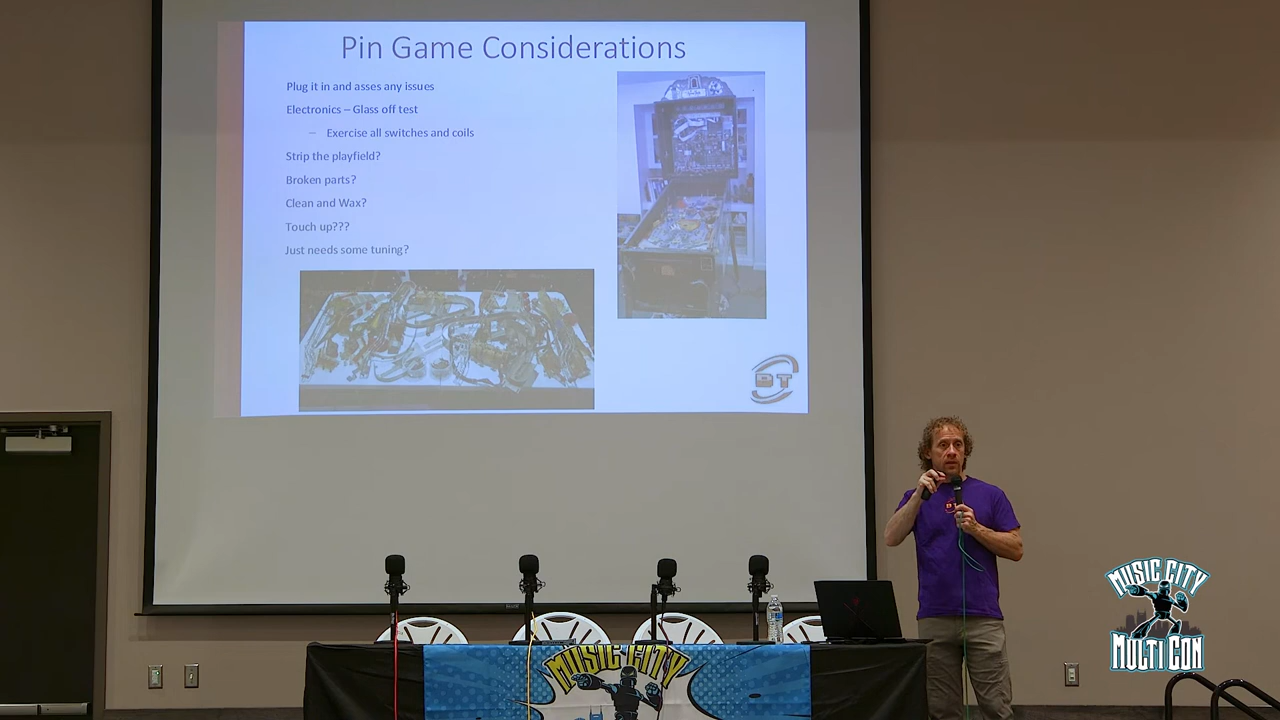 Pin Game Considerations
Plug it in and asses any issues
Electronics – Glass off test
– Exercise all switches and coils
Strip the playfield?
Broken parts?
Clean and Wax?
Touch up???
Just needs some tuning?
DT
DT
MUSIC CITY
MULTI CON
MUSIC CITY